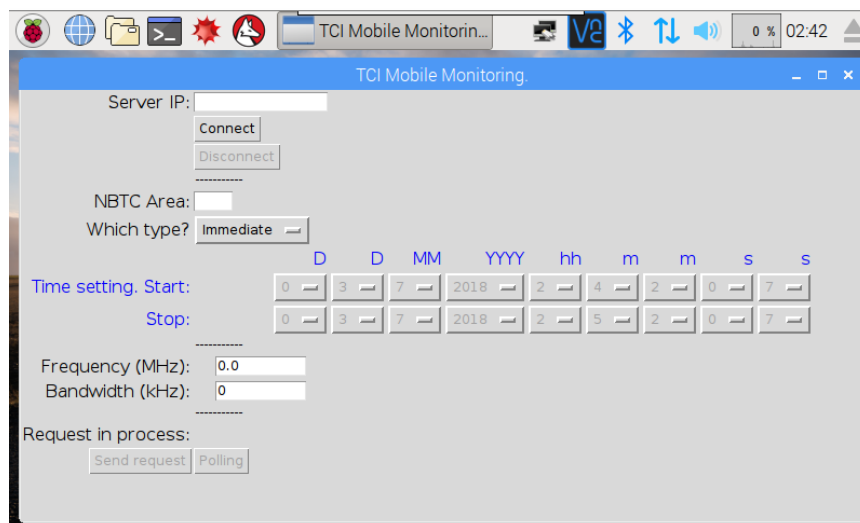 TCI Mobile Monitorin... V2 0 % 02:42
TCI Mobile Monitoring.
Server IP:
Connect
Disconnect
-----------
NBTC Area:
Which type? Immediate
D D MM YYYY hh m m s s
Time setting. Start: 0 3 7 2018 2 4 2 0 7
Stop: 0 3 7 2018 2 5 2 0 7
-----------
Frequency (MHz): 0.0
Bandwidth (kHz): 0
-----------
Request in process:
Send request Polling